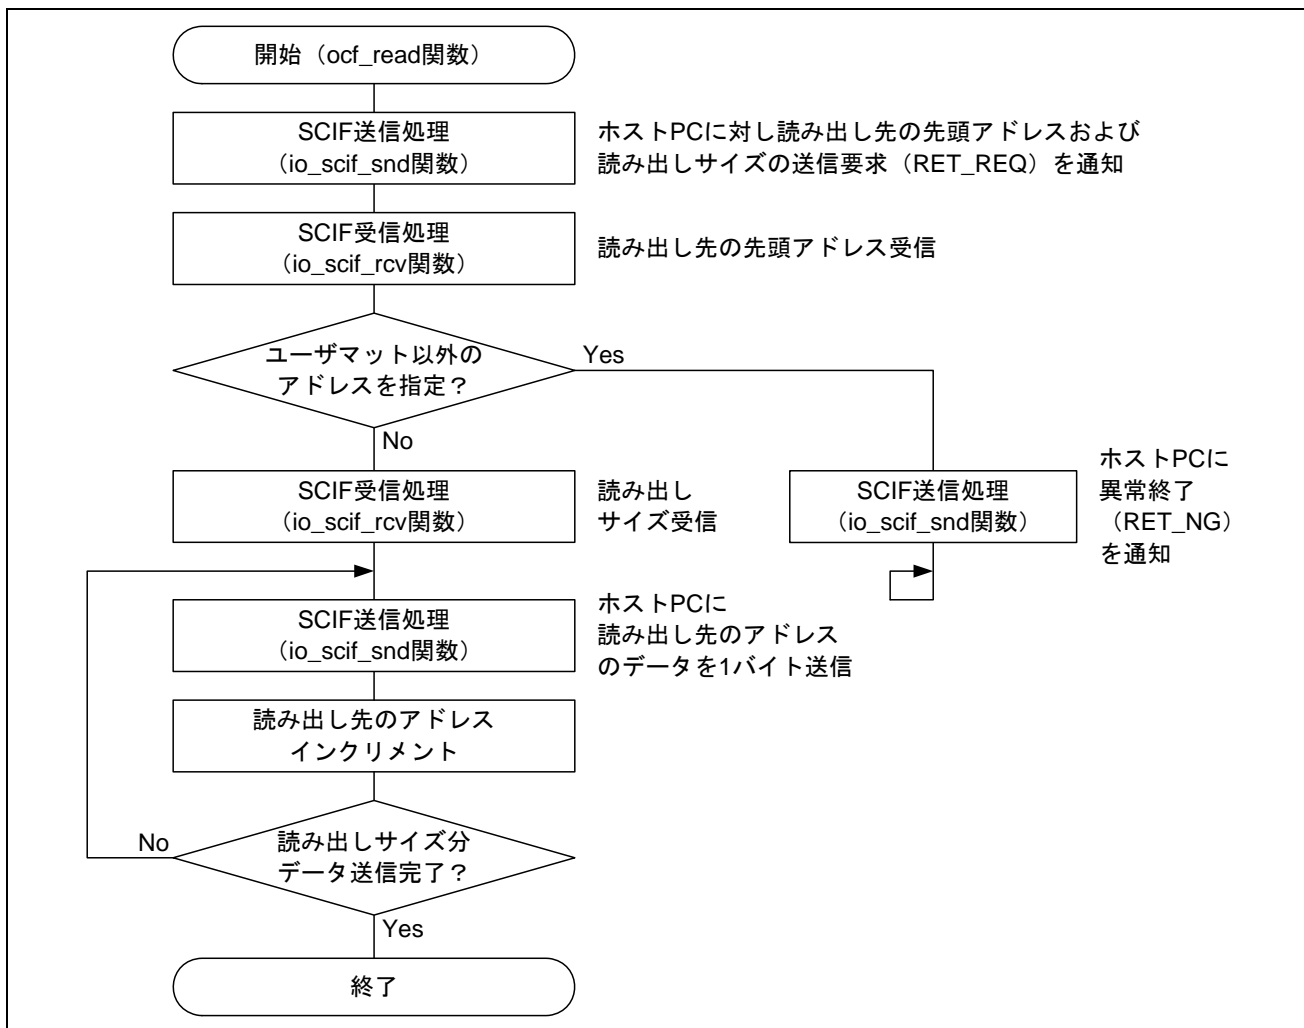 開始（ocf_read関数）
SCIF送信処理
（io_scif_snd関数）
ホストPCに対し読み出し先の先頭アドレスおよび
読み出しサイズの送信要求（RET_REQ）を通知
SCIF受信処理
（io_scif_rcv関数）
読み出し先の先頭アドレス受信
ユーザマット以外の
アドレスを指定？
Yes
No
SCIF受信処理
（io_scif_rcv関数）
読み出し
サイズ受信
SCIF送信処理
（io_scif_snd関数）
ホストPCに
異常終了
（RET_NG）
を通知
SCIF送信処理
（io_scif_snd関数）
ホストPCに
読み出し先のアドレス
のデータを1バイト送信
読み出し先のアドレス
インクリメント
No
読み出しサイズ分
データ送信完了？
Yes
終了